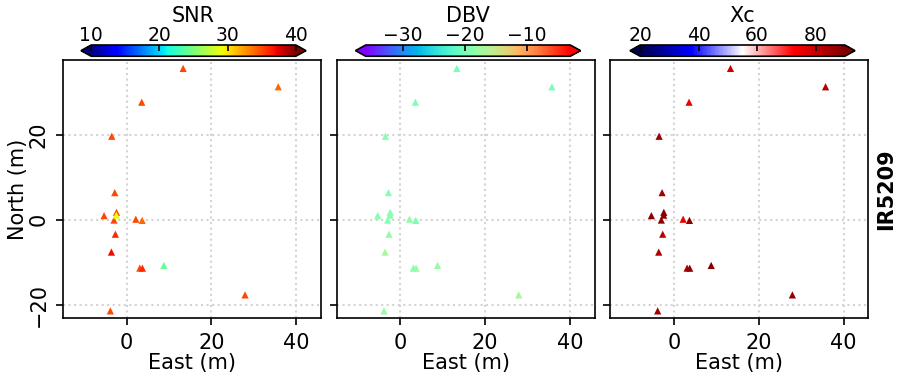 SNR DBV Xc
10 20 30 40 −30 −20 −10 20 40 60 80
North (m)
20
0
−20
0 20 40 0 20 40 0 20 40
East (m) East (m) East (m)
IR5209